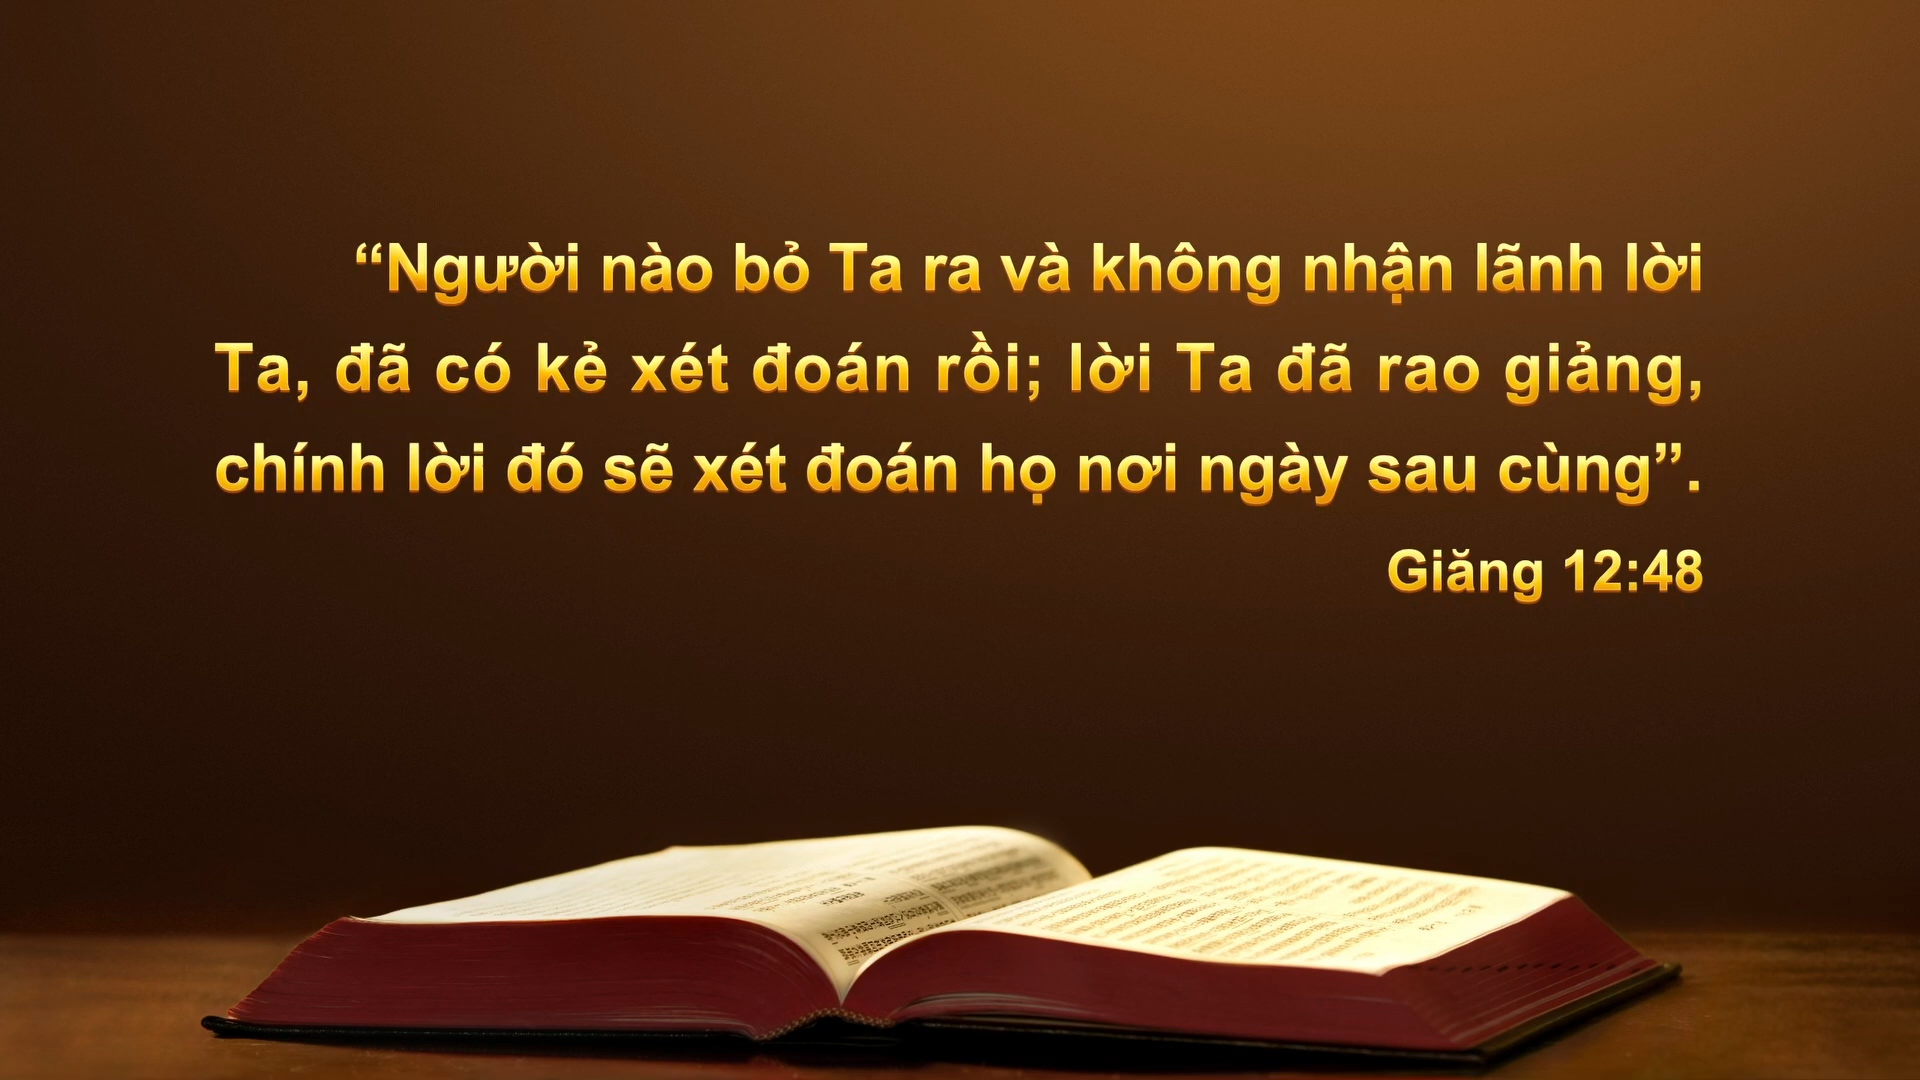 “Người nào bỏ Ta ra và không nhận lãnh lời
Ta, đã có kẻ xét đoán rồi; lời Ta đã rao giảng,
chính lời đó sẽ xét đoán họ nơi ngày sau cùng”.
Giăng 12:48